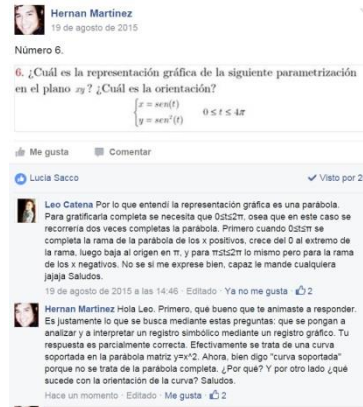 Hernan Martinez
19 de agosto de 2015
Número 6.
6. ¿Cuál es la representación gráfica de la siguiente parametrización
en el plano xy? ¿Cuál es la orientación?
{x = sen(t)
{y = sen²(t)
0 ≤ t ≤ 4π
Me gusta Comentar
Lucia Sacco Visto por 2
Leo Catena Por lo que entendí la representación gráfica es una parábola.
Para graficarla completa se necesita que 0≤t≤2π, osea que en este caso se
recorrería dos veces completas la parábola. Primero cuando 0≤t≤π se
completa la rama de la parábola de los x positivos, crece del 0 al extremo de
la rama, luego baja al origen en π, y para π≤t≤2π lo mismo pero para la rama
de los x negativos. No se si me exprese bien, capaz le mande cualquiera
jajaja Saludos.
19 de agosto de 2015 a las 14:46 · Editado · Ya no me gusta · 2
Hernan Martinez Hola Leo. Primero, qué bueno que te animaste a responder.
Es justamente lo que se busca mediante estas preguntas: que se pongan a
analizar y a interpretar un registro simbólico mediante un registro gráfico. Tu
respuesta es parcialmente correcta. Efectivamente se trata de una curva
soportada en la parábola matriz y=x^2. Ahora, bien digo "curva soportada"
porque no se trata de la parábola completa. ¿Por qué? Y por otro lado ¿qué
sucede con la orientación de la curva? Saludos.
Hace un momento · Editado · Me gusta · 2